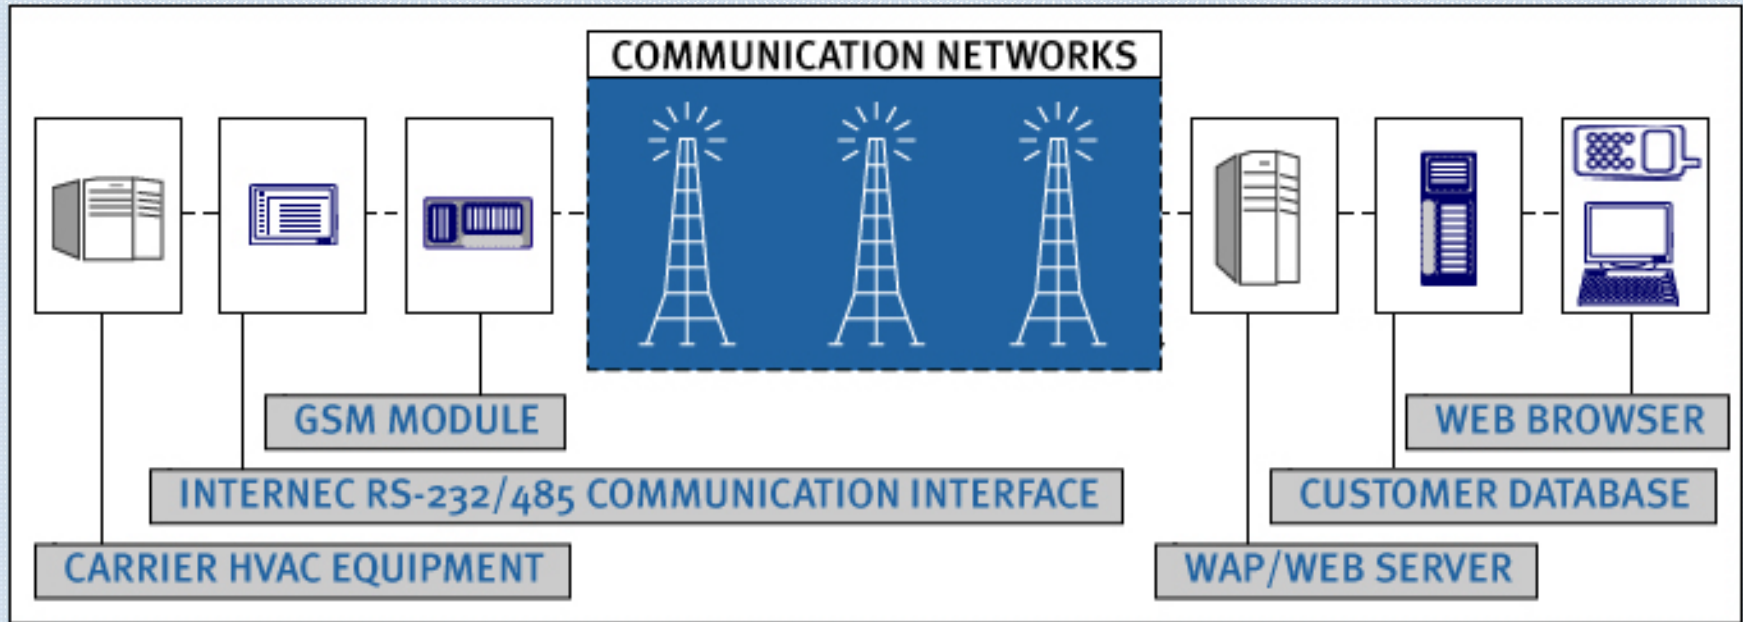 COMMUNICATION NETWORKS
GSM MODULE
WEB BROWSER
INTERNEC RS-232/485 COMMUNICATION INTERFACE
CUSTOMER DATABASE
CARRIER HVAC EQUIPMENT
WAP/WEB SERVER